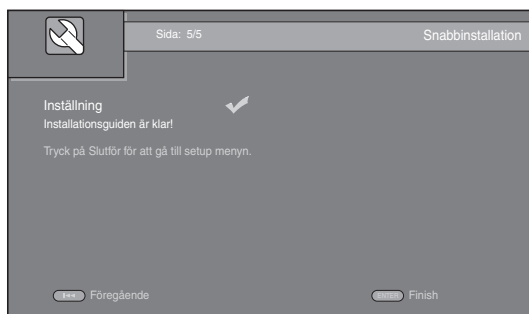 Sida: 5/5
Snabbinstallation
Inställning
Installationsguiden är klar!
Tryck på Slutför för att gå till setup menyn.
Föregående
ENTER Finish